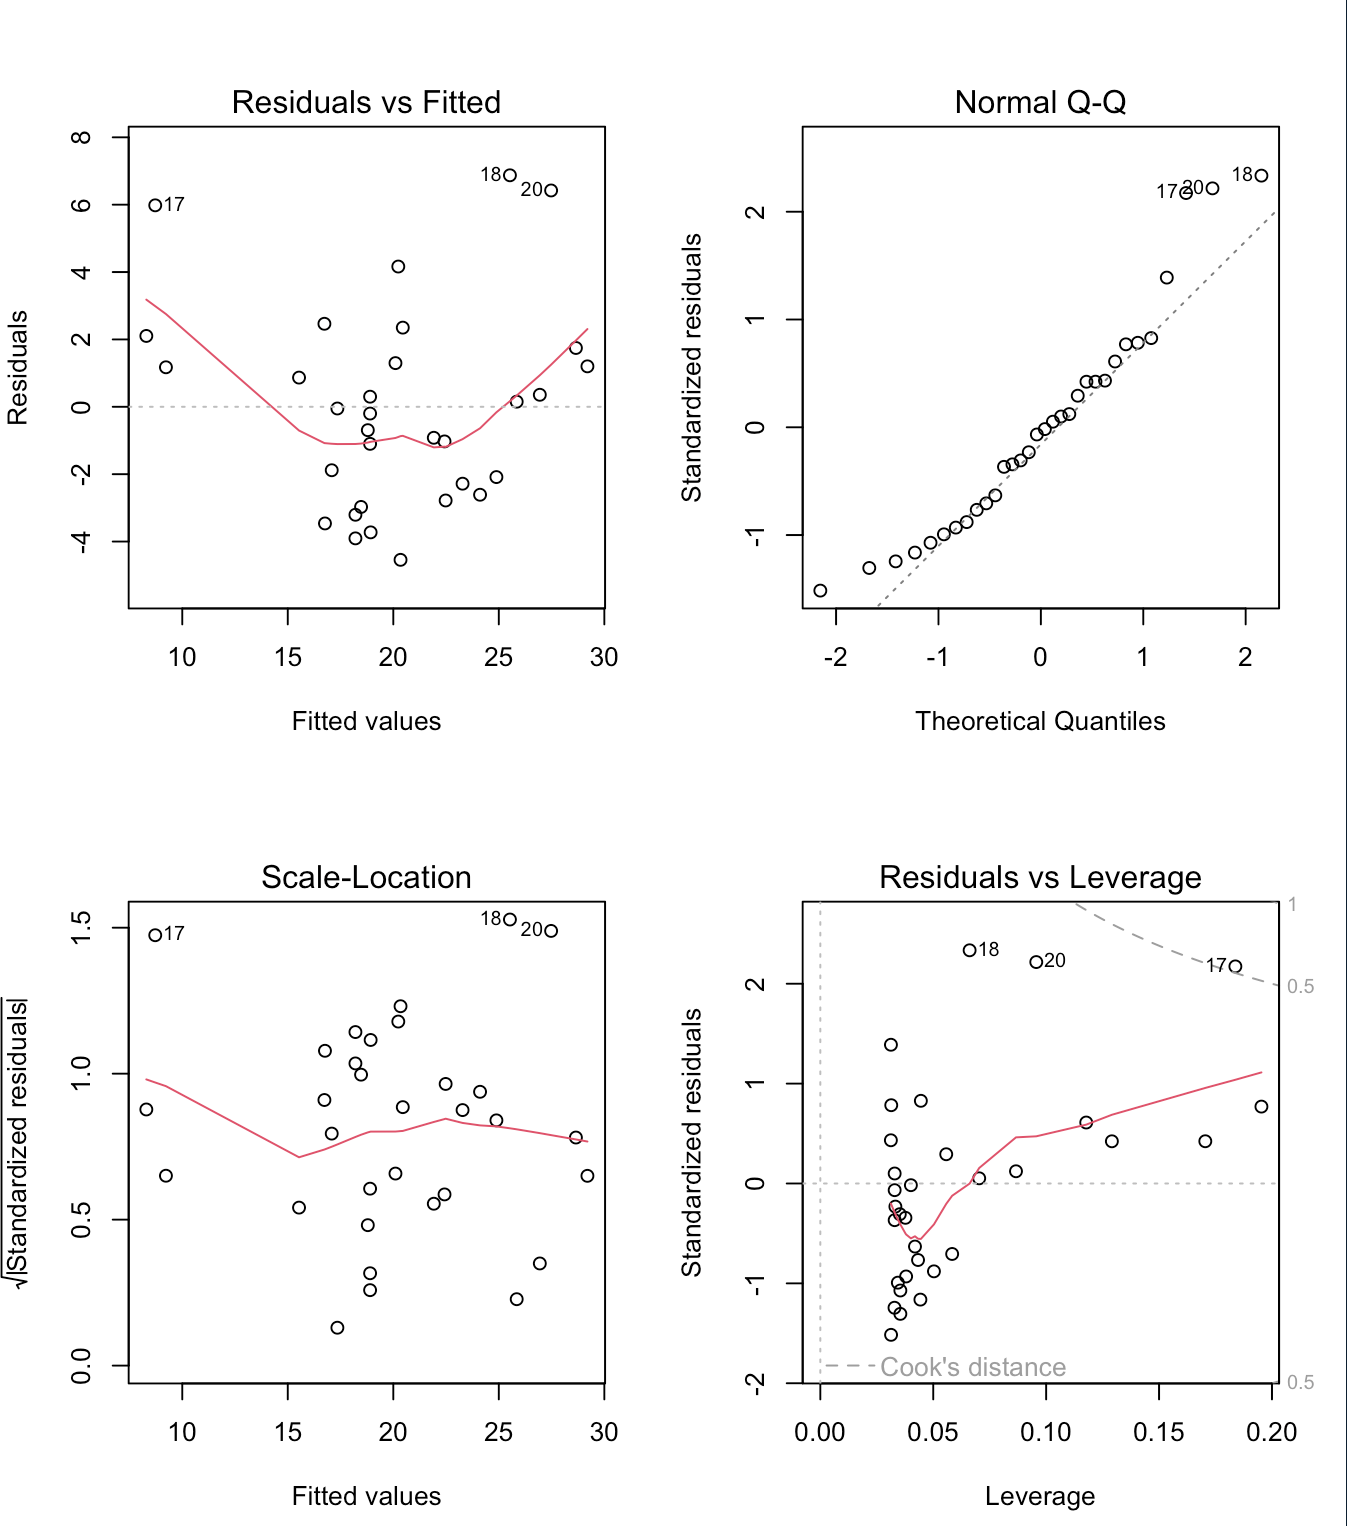 Residuals vs Fitted
Residuals
8
6
4
2
0
-2
-4
18
20
17
10 15 20 25 30
Fitted values
Normal Q-Q
Standardized residuals
2
1
0
-1
17 20 18
-2 -1 0 1 2
Theoretical Quantiles
Scale-Location
√|Standardized residuals|
1.5
1.0
0.5
0.0
17
18
20
10 15 20 25 30
Fitted values
Residuals vs Leverage
Standardized residuals
2
1
0
-1
-2
18
20
17
1
0.5
0.5
Cook's distance
0.00 0.05 0.10 0.15 0.20
Leverage